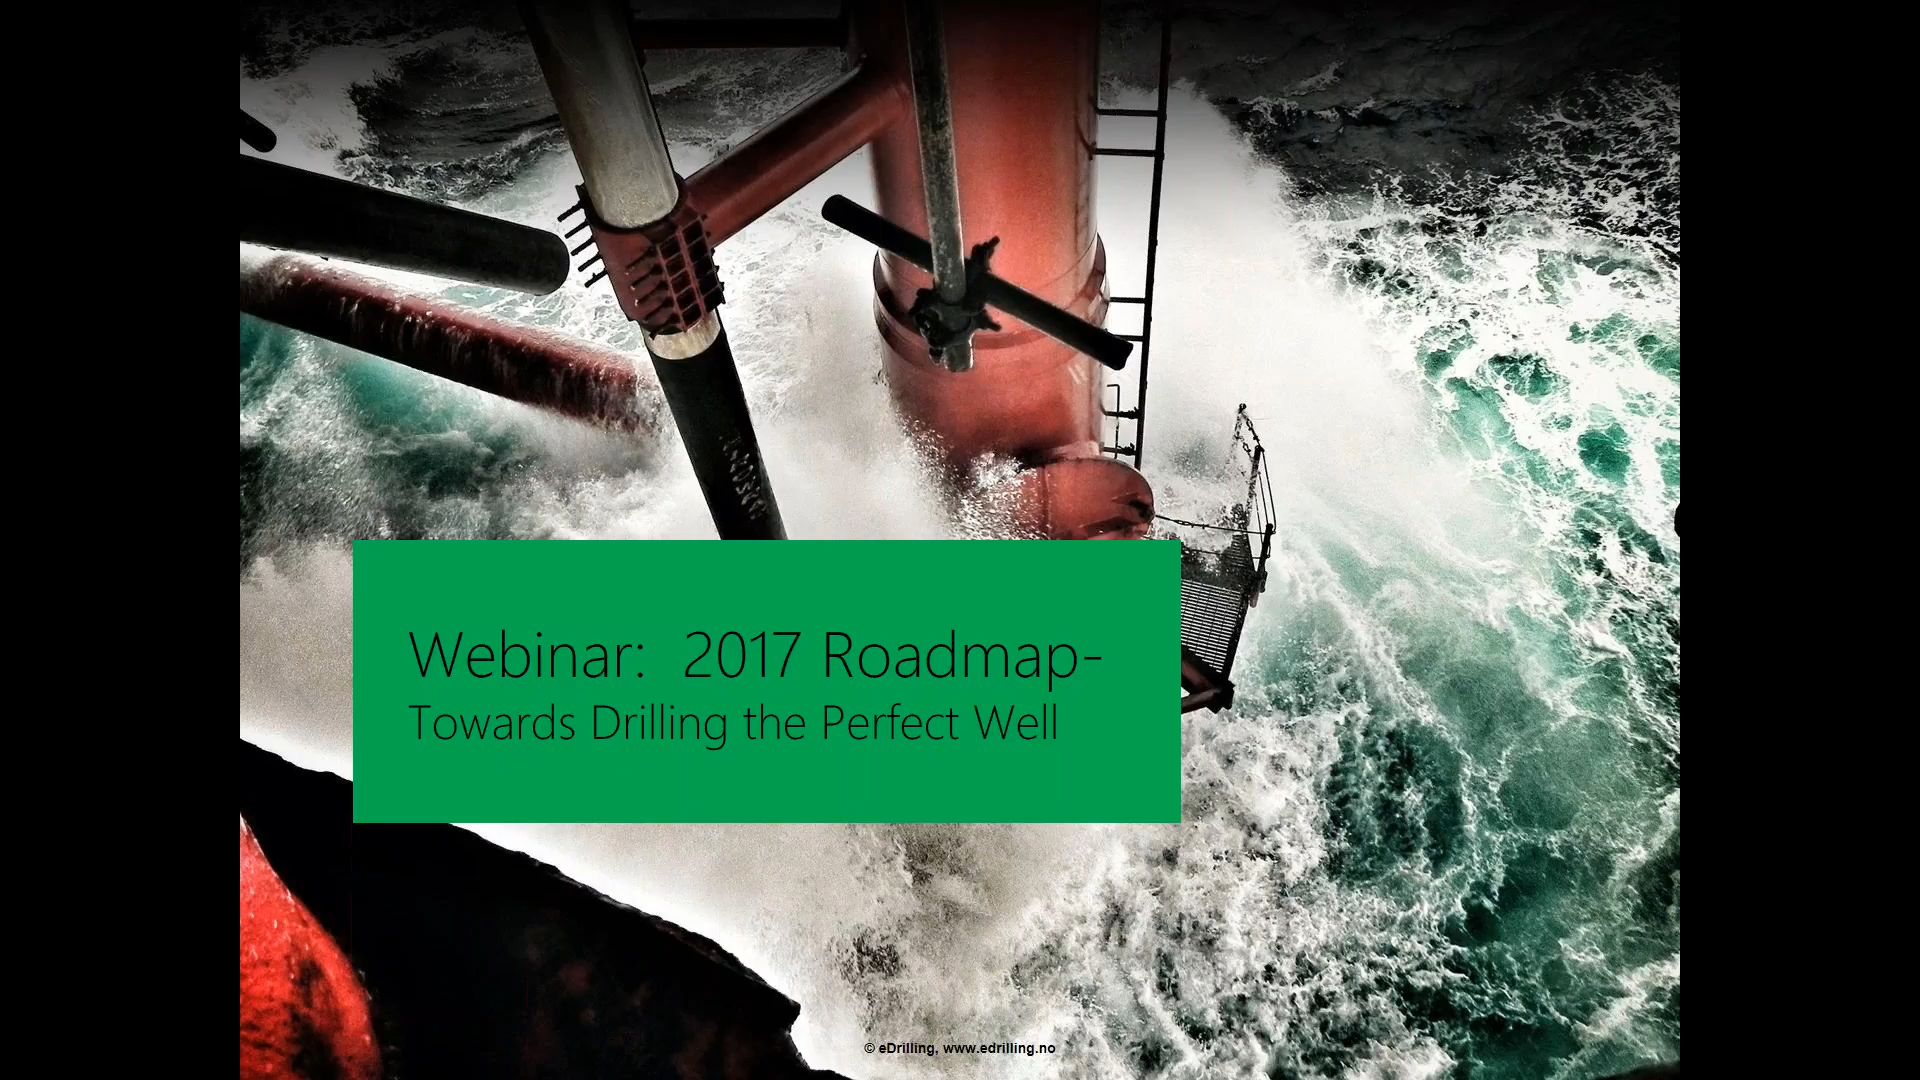 Webinar:  2017 Roadmap-
Towards Drilling the Perfect Well
© eDrilling, www.edrilling.no